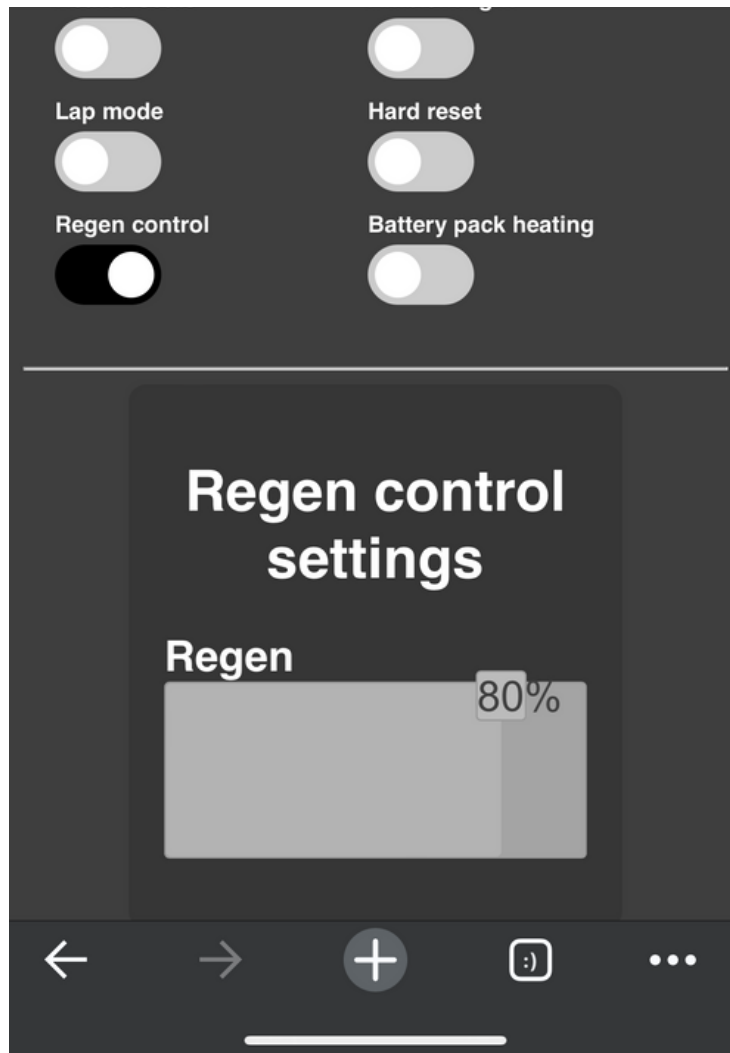 Lap mode
Hard reset
Regen control
Battery pack heating
Regen control
settings
Regen
80%
:)